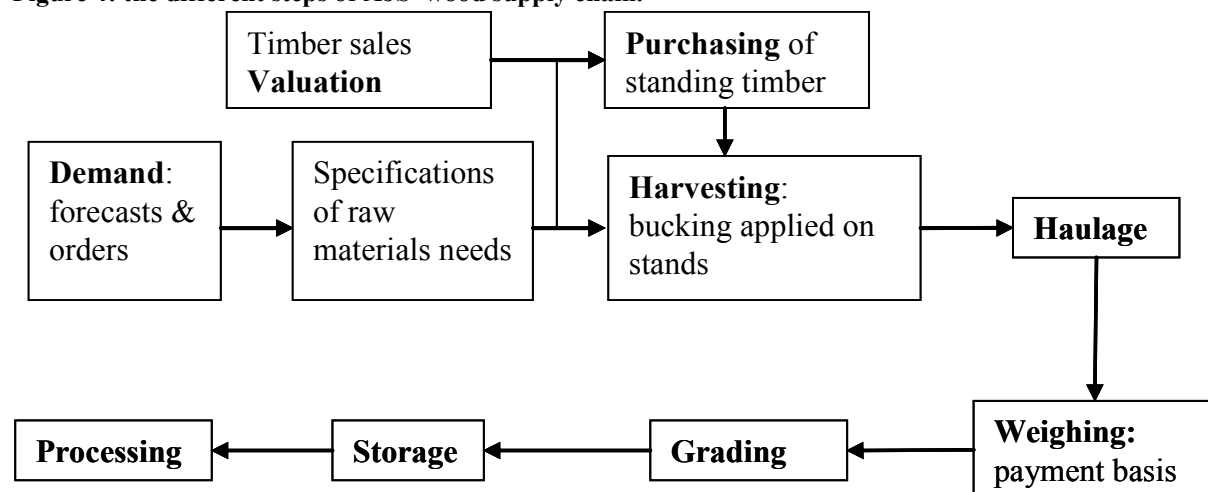 Figure 4: the different steps of AJS' wood supply chain.
Timber sales
Valuation
Purchasing of
standing timber
Demand:
forecasts &
orders
Specifications
of raw
materials needs
Harvesting:
bucking applied on
stands
Haulage
Weighing:
payment basis
Grading
Storage
Processing